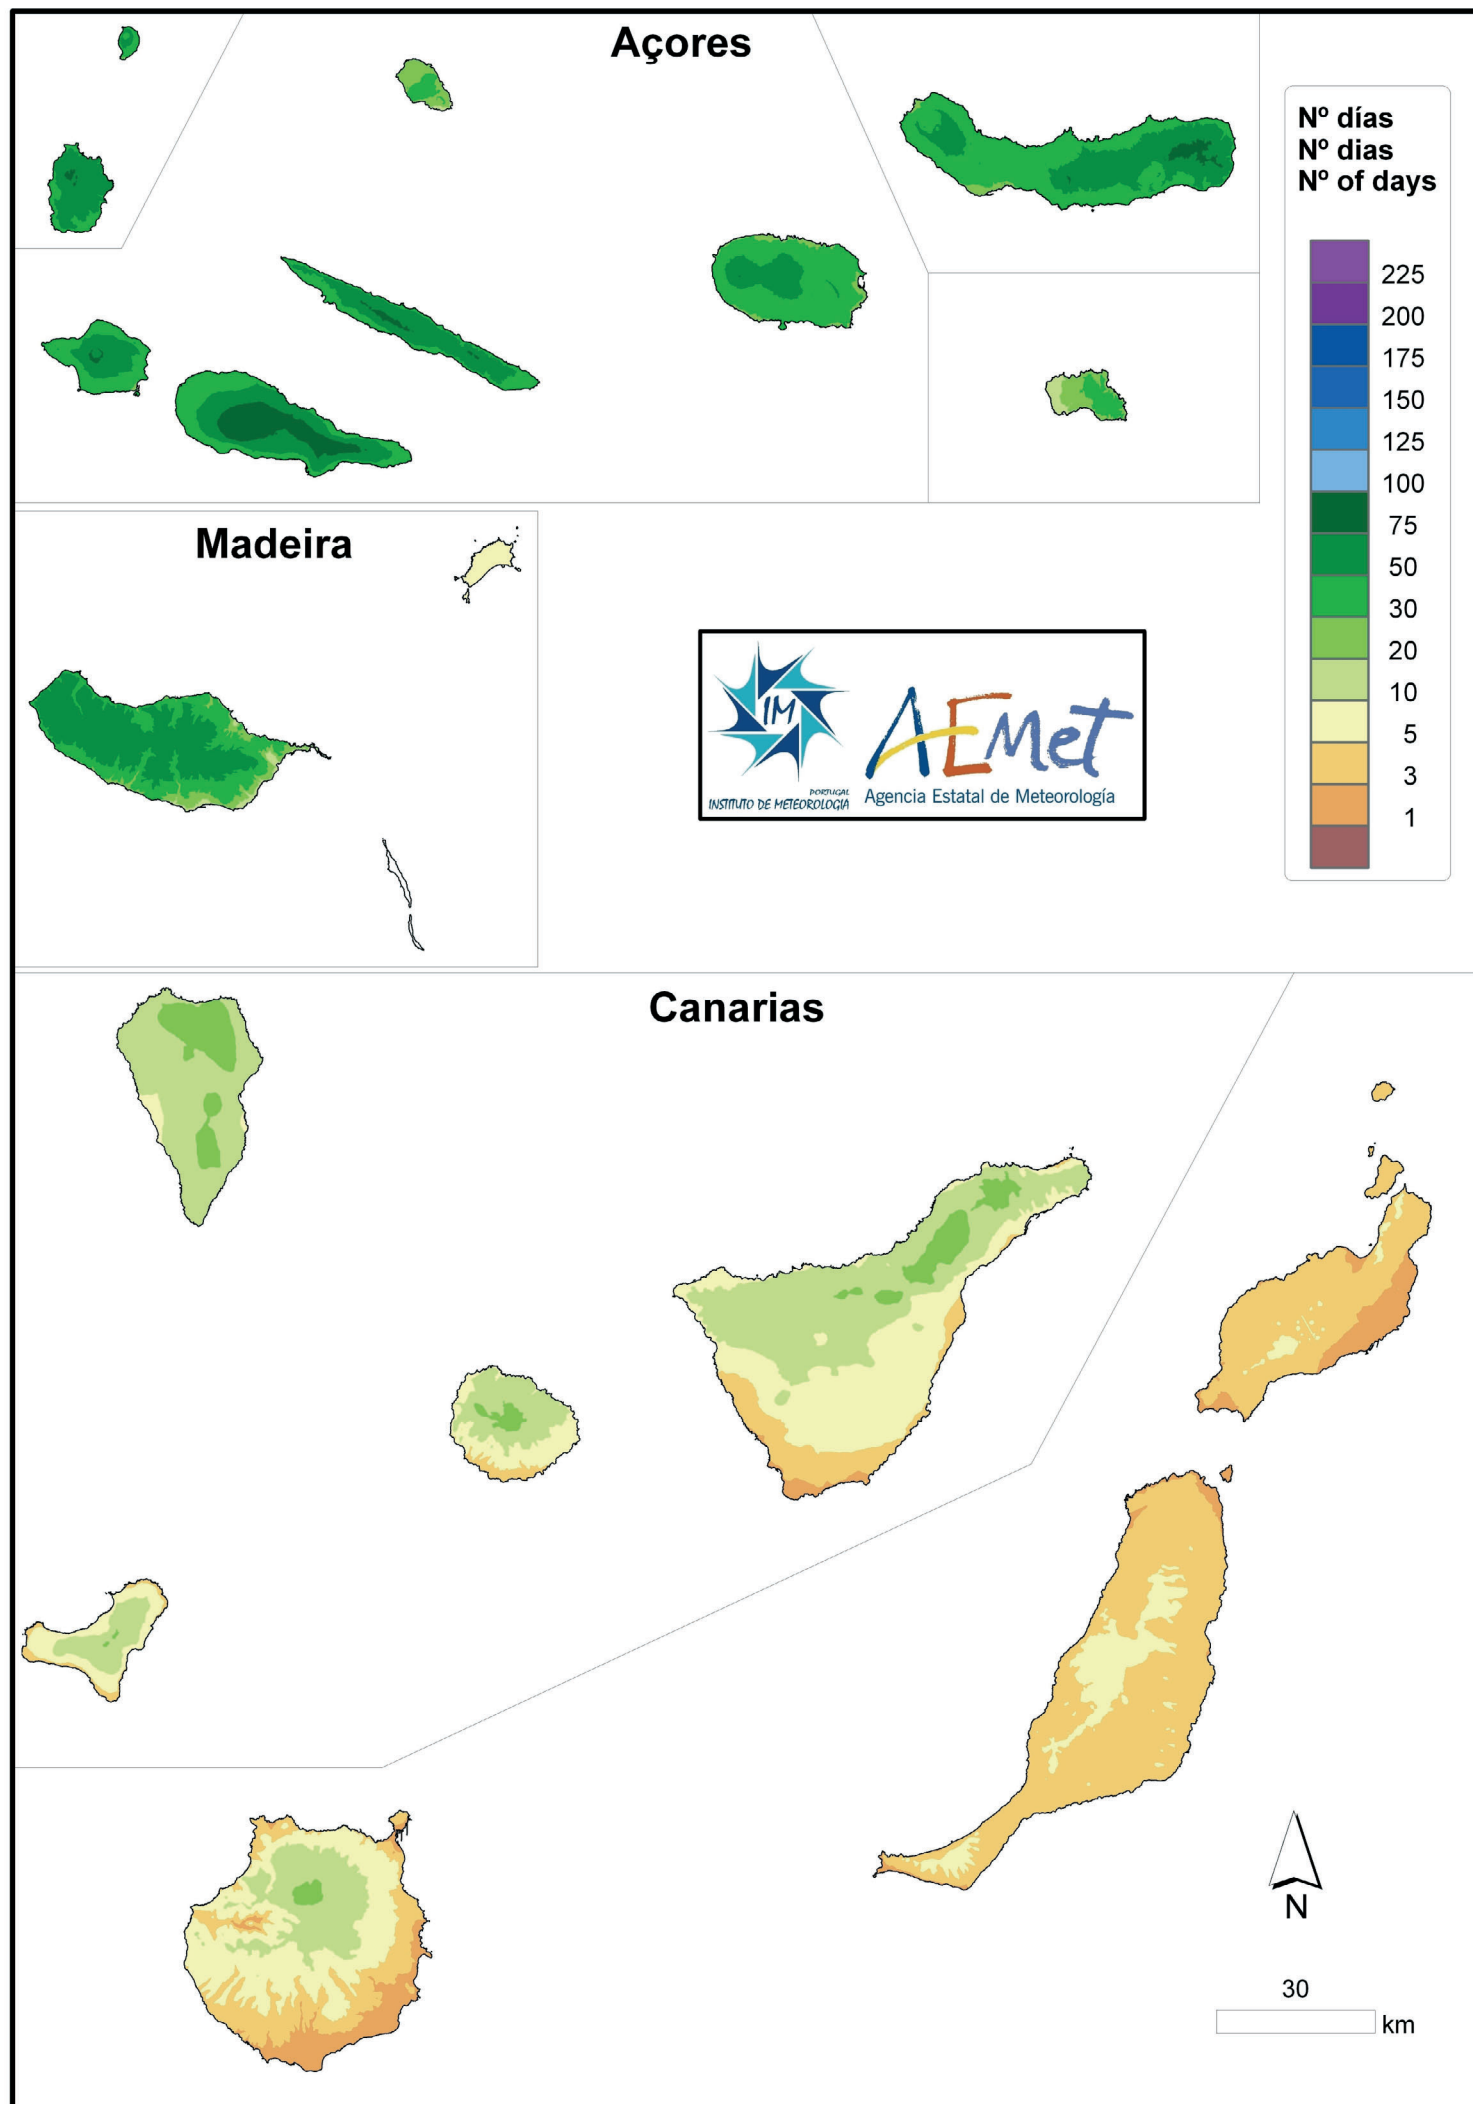 Açores
Nº días
Nº dias
Nº of days
225
200
175
150
125
100
75
50
30
20
10
5
3
1
Madeira
IM
PORTUGAL
INSTITUTO DE METEOROLOGIA
AEMet
Agencia Estatal de Meteorología
Canarias
N
30
km